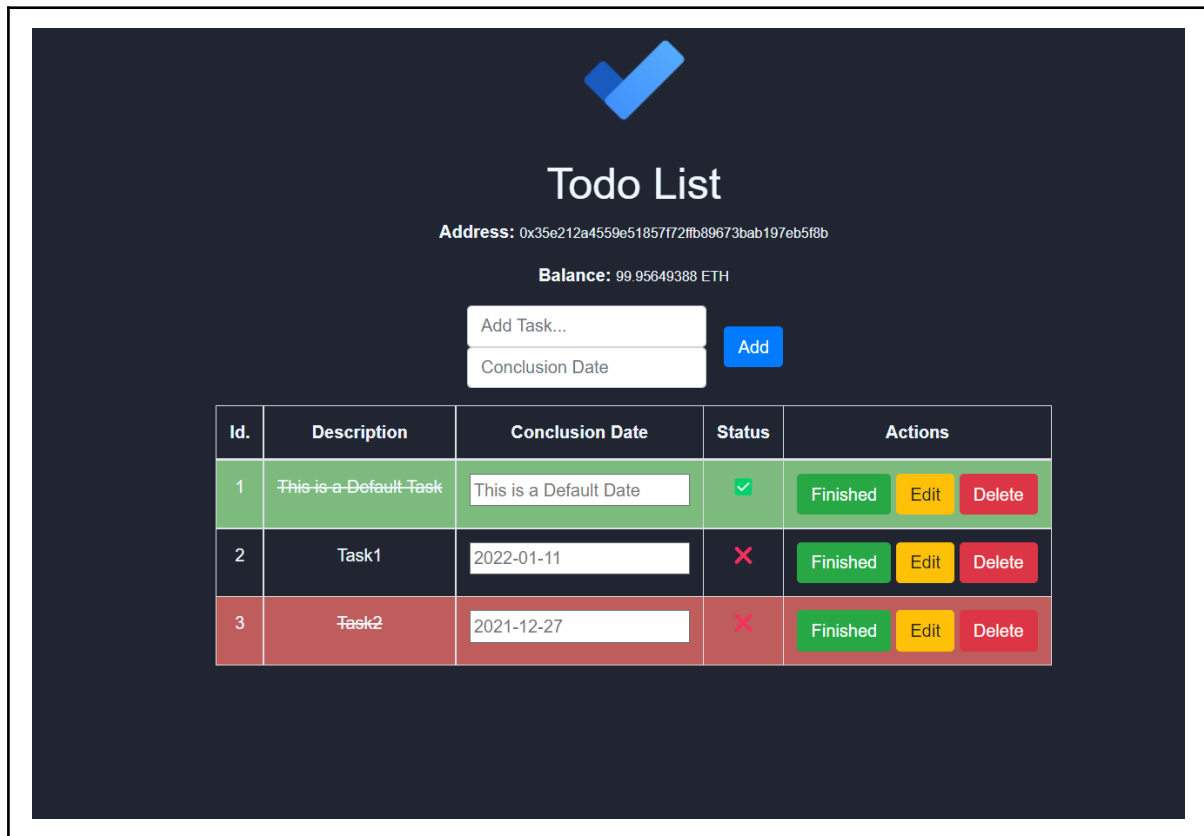 Todo List
Address: 0x35e212a4559e51857f72ffb89673bab197eb5f8b
Balance: 99.95649388 ETH
Add Task...
Add
Conclusion Date
Id. Description Conclusion Date Status Actions
1 This is a Default Task This is a Default Date Finished Edit Delete
2 Task1 2022-01-11 Finished Edit Delete
3 Task2 2021-12-27 Finished Edit Delete